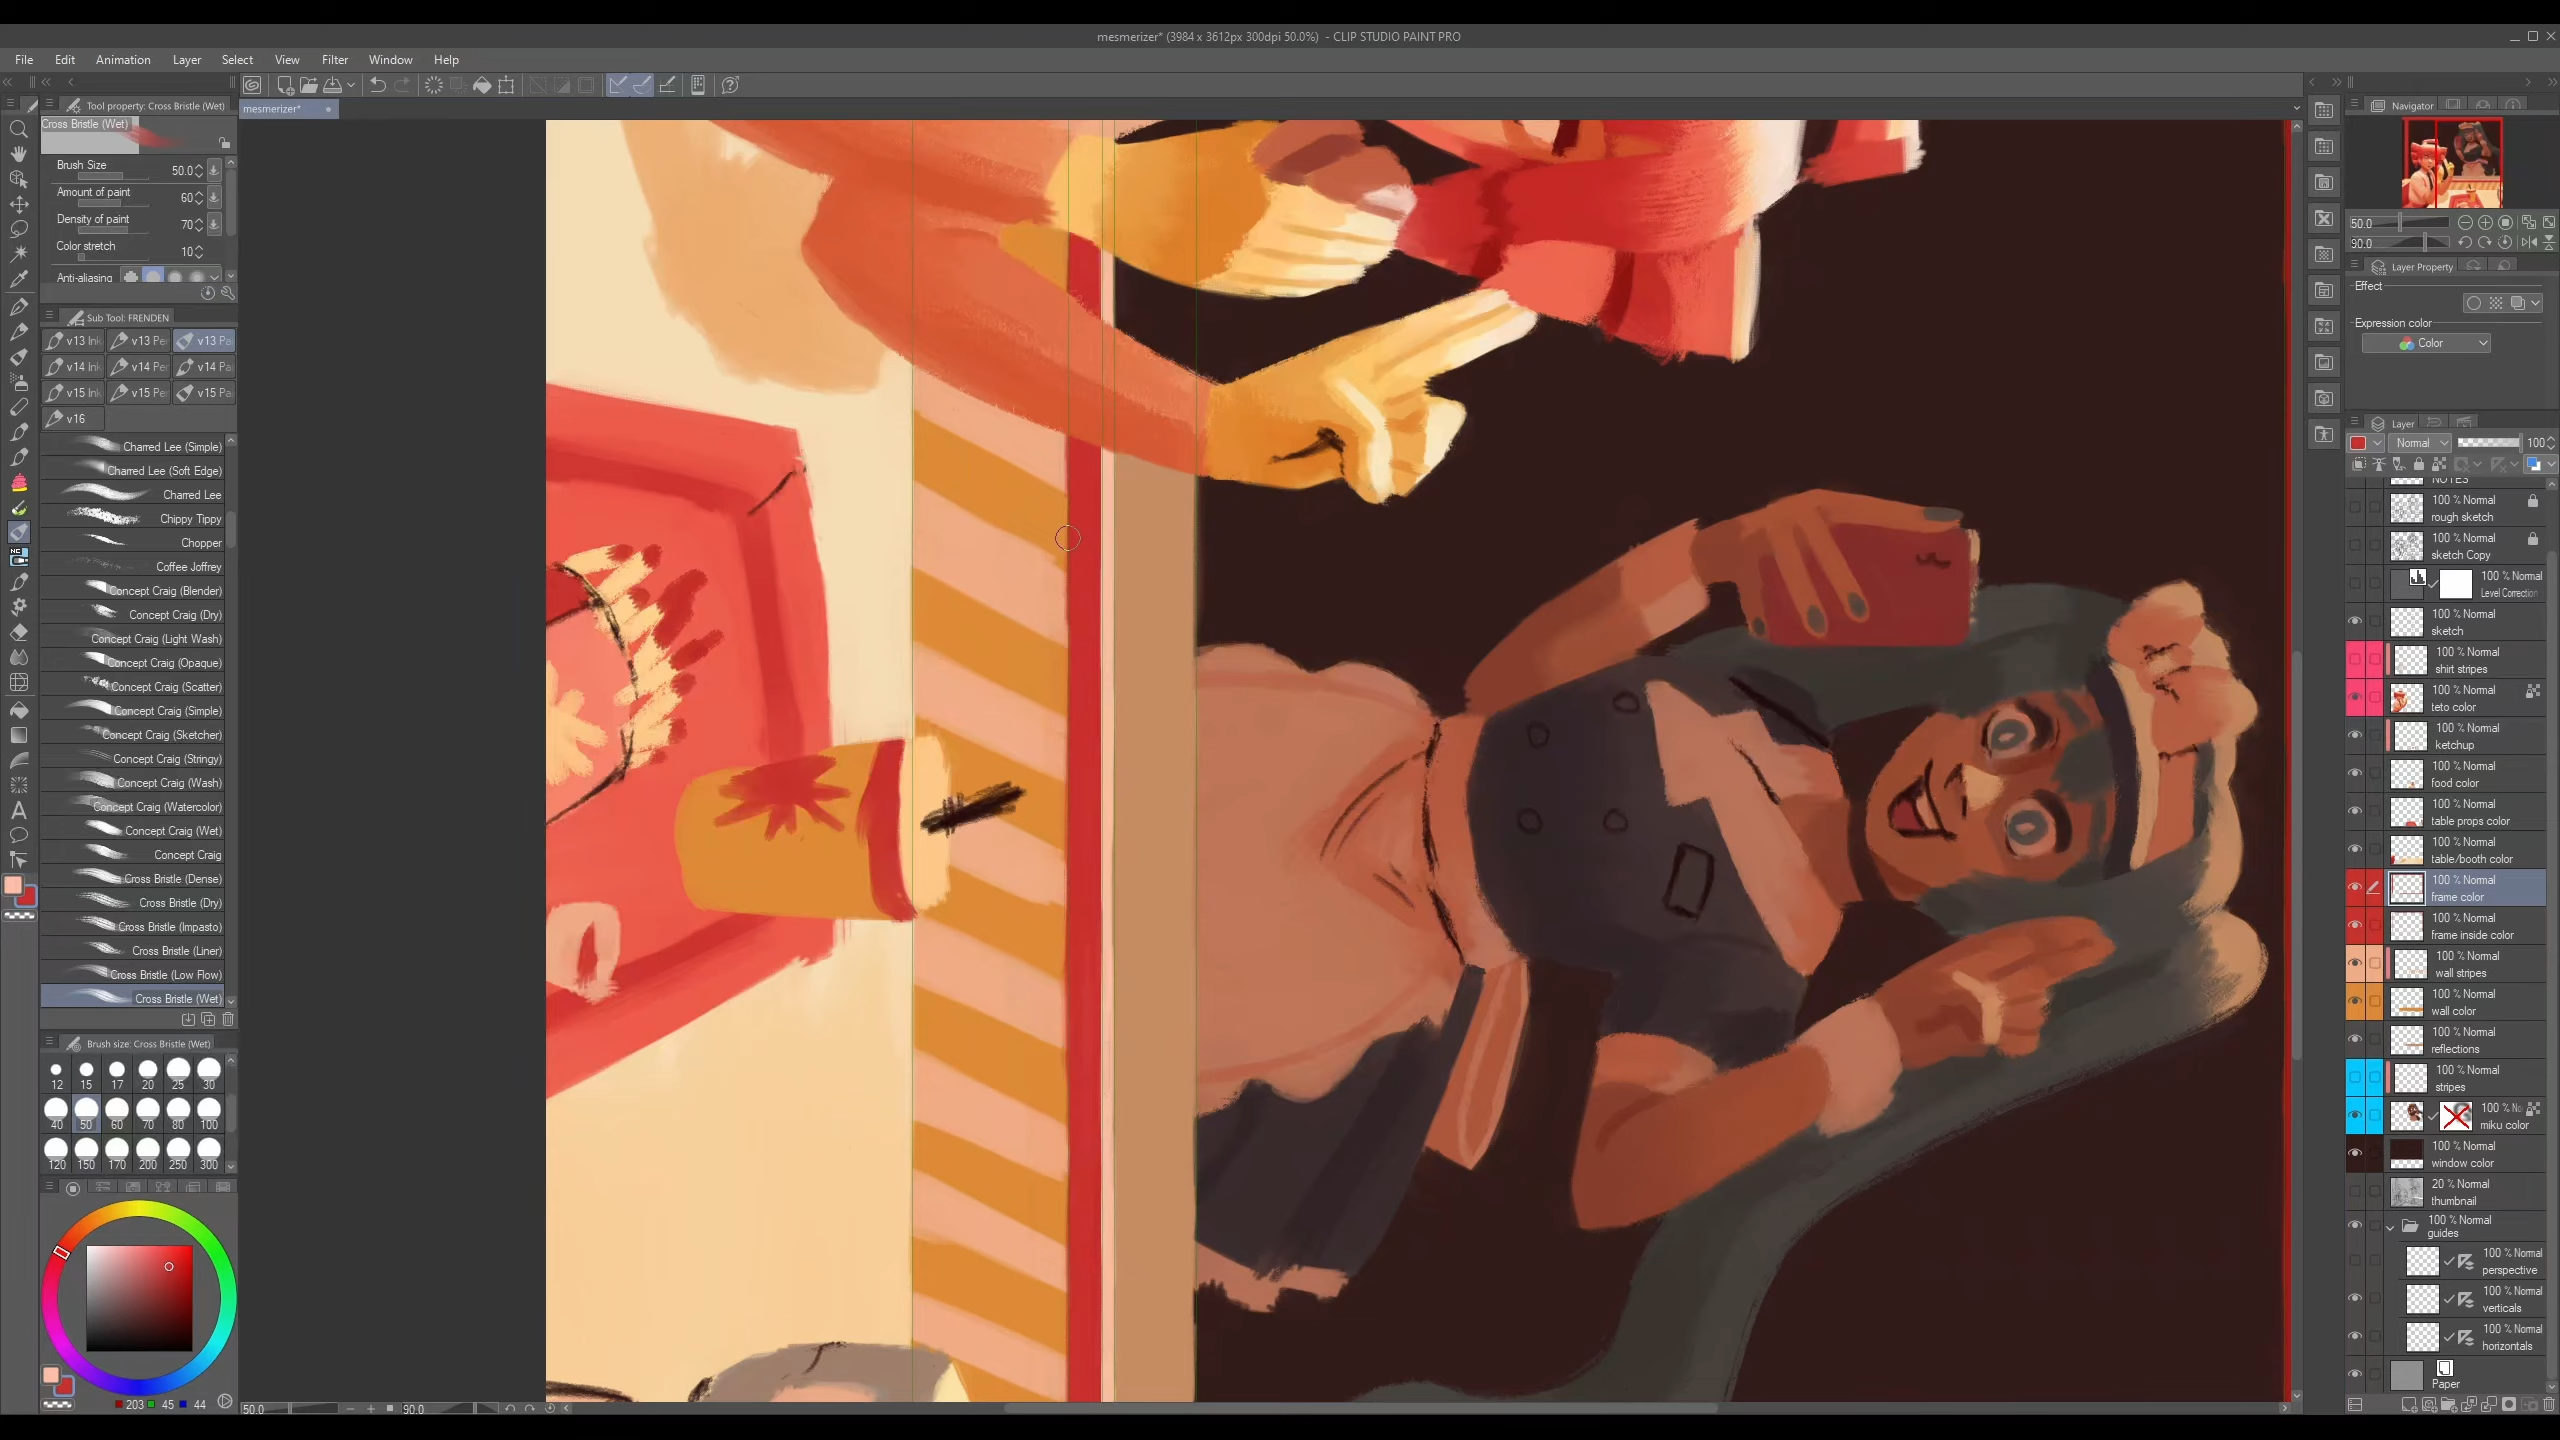 mesmerizer* (3984 x 3612px 300dpi 50.0%) - CLIP STUDIO PAINT PRO
File Edit Animation Layer Select View Filter Window Help
Tool property: Cross Bristle (Wet)
mesmerizer*
Cross Bristle (Wet)
Brush Size 50.0
Amount of paint 60
Density of paint 70
Color stretch 10
Anti-aliasing
Sub Tool: FRENDEN
v13 Ink v13 Pe v13 Pa
v14 Ink v14 Pe v14 Pa
v15 Ink v15 Pe v15 Pa
v16
Charred Lee (Simple)
Charred Lee (Soft Edge)
Charred Lee
Chippy Tippy
Chopper
Coffee Joffrey
Concept Craig (Blender)
Concept Craig (Dry)
Concept Craig (Light Wash)
Concept Craig (Opaque)
Concept Craig (Scatter)
Concept Craig (Simple)
Concept Craig (Sketcher)
Concept Craig (Stringy)
Concept Craig (Wash)
Concept Craig (Watercolor)
Concept Craig (Wet)
Concept Craig
Cross Bristle (Dense)
Cross Bristle (Dry)
Cross Bristle (Impasto)
Cross Bristle (Liner)
Cross Bristle (Low Flow)
Cross Bristle (Wet)
Brush size: Cross Bristle (Wet)
12 15 17 20 25 30
40 50 60 70 80 100
120 150 170 200 250 300
203 45 44
50.0 90.0
Navigator
50.0
90.0
Layer Property
Effect
Expression color
Color
Layer
Normal 100
NOTES
100 % Normal
rough sketch
100 % Normal
sketch Copy
100 % Normal
Level Correction
100 % Normal
sketch
100 % Normal
shirt stripes
100 % Normal
teto color
100 % Normal
ketchup
100 % Normal
food color
100 % Normal
table props color
100 % Normal
table/booth color
100 % Normal
frame color
100 % Normal
frame inside color
100 % Normal
wall stripes
100 % Normal
wall color
100 % Normal
reflections
100 % Normal
stripes
100 % No
miku color
100 % Normal
window color
20 % Normal
thumbnail
100 % Normal
guides
100 % Normal
perspective
100 % Normal
verticals
100 % Normal
horizontals
Paper